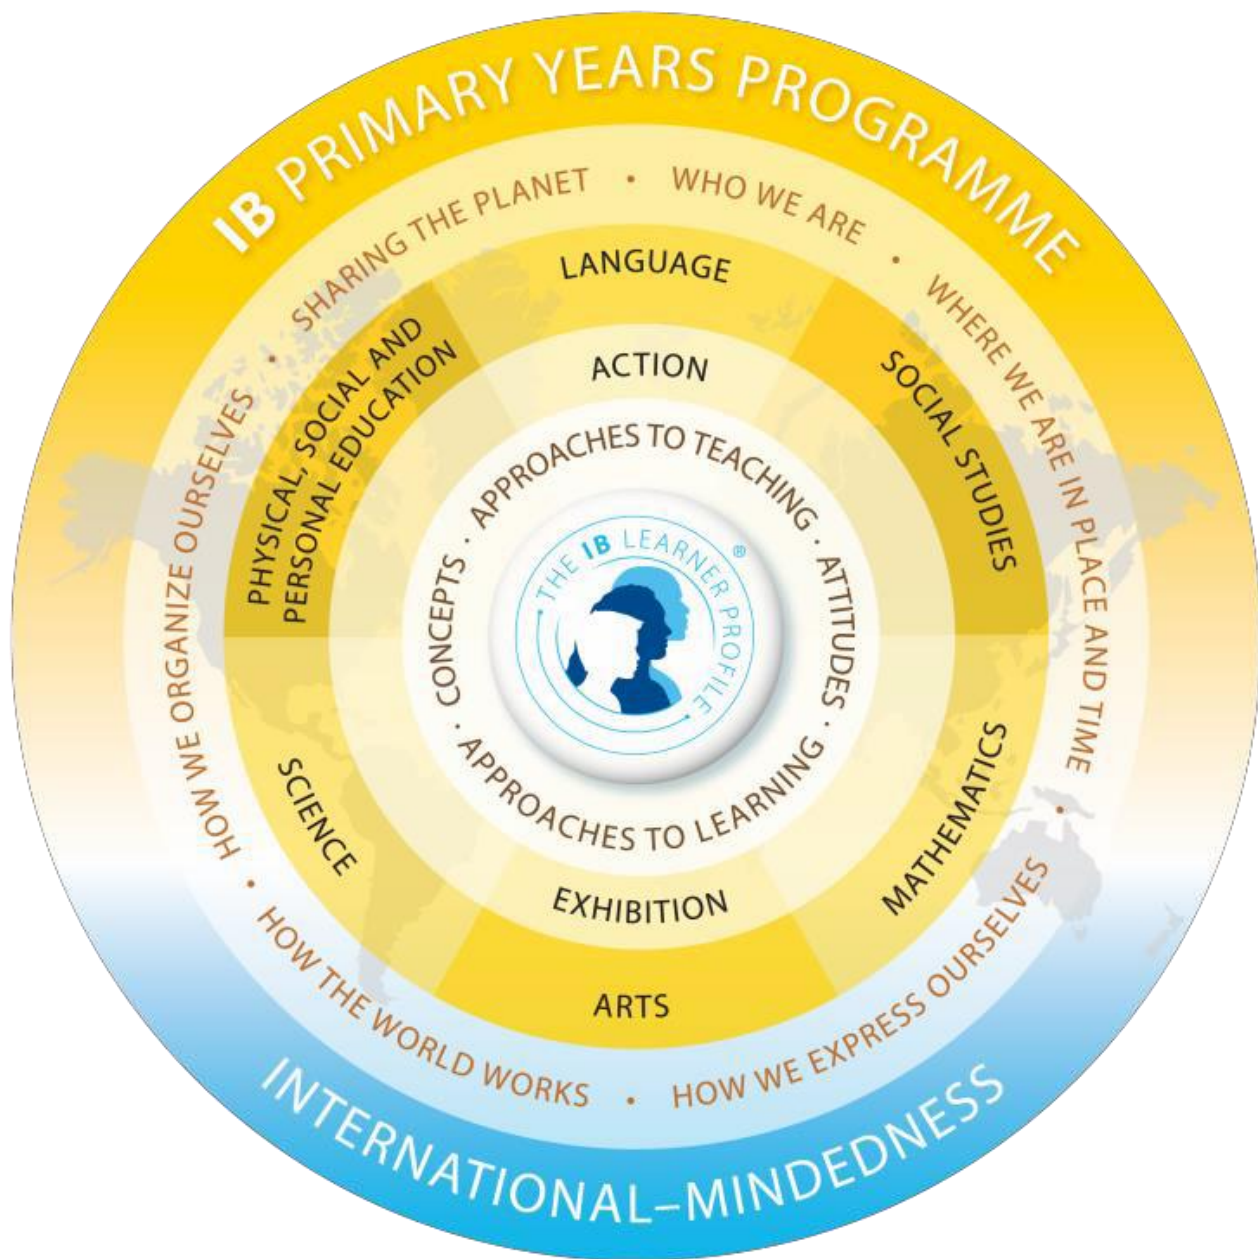 IB PRIMARY YEARS PROGRAMME
SHARING THE PLANET
•
WHO WE ARE
•
WHERE WE ARE IN PLACE AND TIME
•
HOW WE EXPRESS OURSELVES
•
HOW THE WORLD WORKS
•
HOW WE ORGANIZE OURSELVES
•
LANGUAGE
SOCIAL STUDIES
MATHEMATICS
ARTS
SCIENCE
PHYSICAL, SOCIAL AND
PERSONAL EDUCATION
ACTION
EXHIBITION
APPROACHES TO TEACHING
·
ATTITUDES
·
APPROACHES TO LEARNING
·
CONCEPTS
·
THE IB LEARNER PROFILE
®
INTERNATIONAL–MINDEDNESS